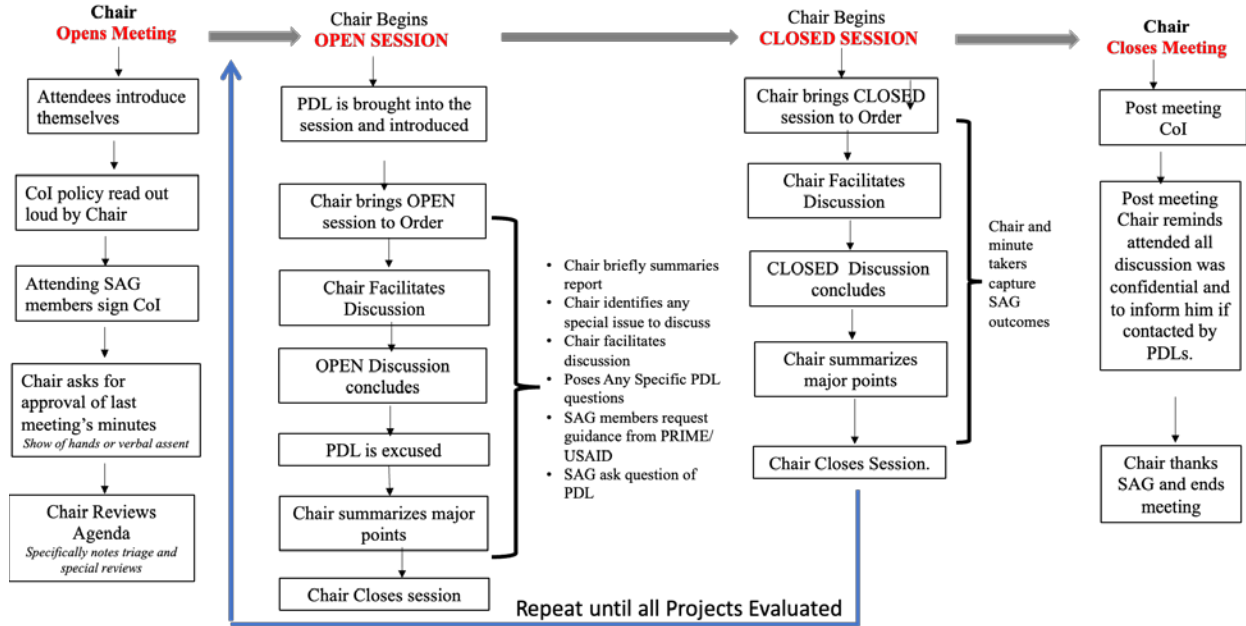 Chair
Opens Meeting
Attendees introduce
themselves
CoI policy read out
loud by Chair
Attending SAG
members sign CoI
Chair asks for
approval of last
meeting's minutes
Show of hands or verbal assent
Chair Reviews
Agenda
Specifically notes triage and
special reviews
Chair Begins
OPEN SESSION
PDL is brought into the
session and introduced
Chair brings OPEN
session to Order
Chair Facilitates
Discussion
OPEN Discussion
concludes
PDL is excused
Chair summarizes major
points
Chair Closes session
• Chair briefly summaries
report
• Chair identifies any
special issue to discuss
• Chair facilitates
discussion
• Poses Any Specific PDL
questions
• SAG members request
guidance from PRIME/
USAID
• SAG ask question of
PDL
Chair Begins
CLOSED SESSION
Chair brings CLOSED
session to Order
Chair Facilitates
Discussion
CLOSED Discussion
concludes
Chair summarizes
major points
Chair Closes Session.
Chair and
minute
takers
capture
SAG
outcomes
Chair
Closes Meeting
Post meeting
CoI
Post meeting
Chair reminds
attended all
discussion was
confidential and
to inform him if
contacted by
PDLs.
Chair thanks
SAG and ends
meeting
Repeat until all Projects Evaluated